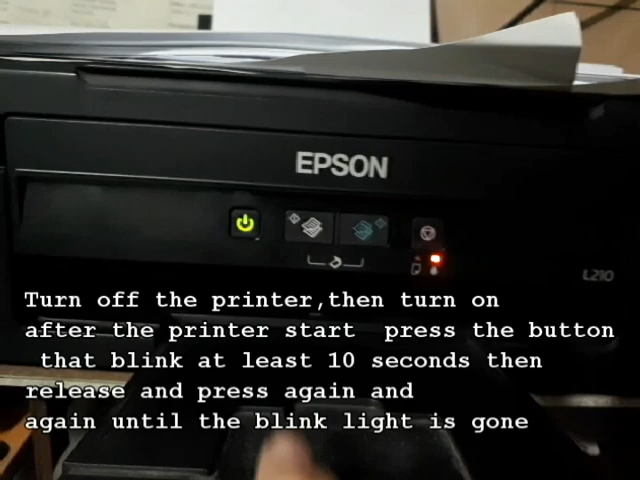 EPSON
L210
Turn off the printer,then turn on
after the printer start press the button
that blink at least 10 seconds then
release and press again and
again until the blink light is gone